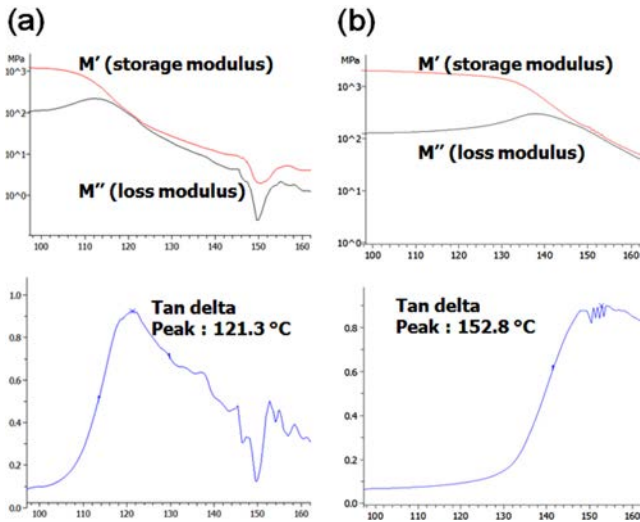 (a)
(b)
MPa
M' (storage modulus)
10^3
10^2
10^1
10^0
M'' (loss modulus)
100 110 120 130 140 150 160
MPa
M' (storage modulus)
10^3
10^2
M'' (loss modulus)
10^1
10^0
100 110 120 130 140 150 160
1.0
0.8
0.6
0.4
0.2
0.0
Tan delta
Peak : 121.3 °C
100 110 120 130 140 150 160
0.8
0.6
0.4
0.2
0.0
Tan delta
Peak : 152.8 °C
100 110 120 130 140 150 160